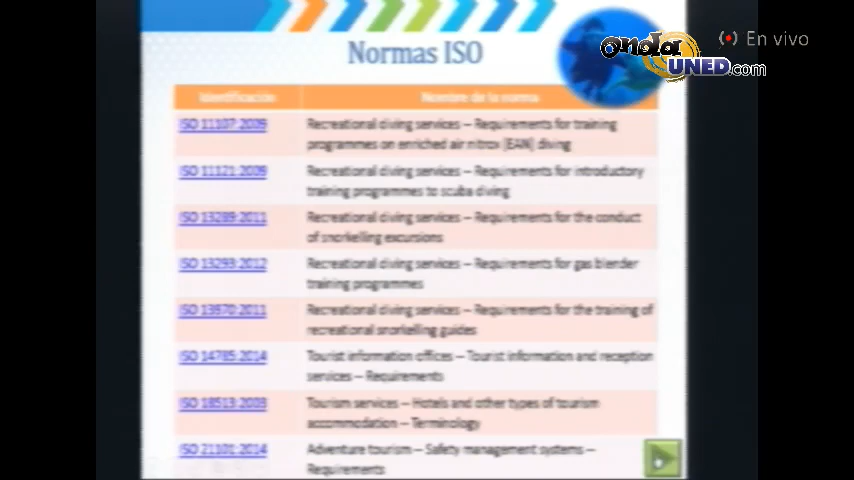 Normas ISO
onda
UNED.com
En vivo
Identificación
Nombre de la norma
ISO 11107:2009
Recreational diving services – Requirements for training
programmes on enriched air nitrox (EAN) diving
ISO 11121:2009
Recreational diving services – Requirements for introductory
training programmes to scuba diving
ISO 13289:2011
Recreational diving services – Requirements for the conduct
of snorkelling excursions
ISO 13293:2012
Recreational diving services – Requirements for gas blender
training programmes
ISO 13970:2011
Recreational diving services – Requirements for the training of
recreational snorkelling guides
ISO 14785:2014
Tourist information offices – Tourist information and reception
services – Requirements
ISO 18513:2003
Tourism services – Hotels and other types of tourism
accommodation – Terminology
ISO 21101:2014
Adventure tourism – Safety management systems –
Requirements